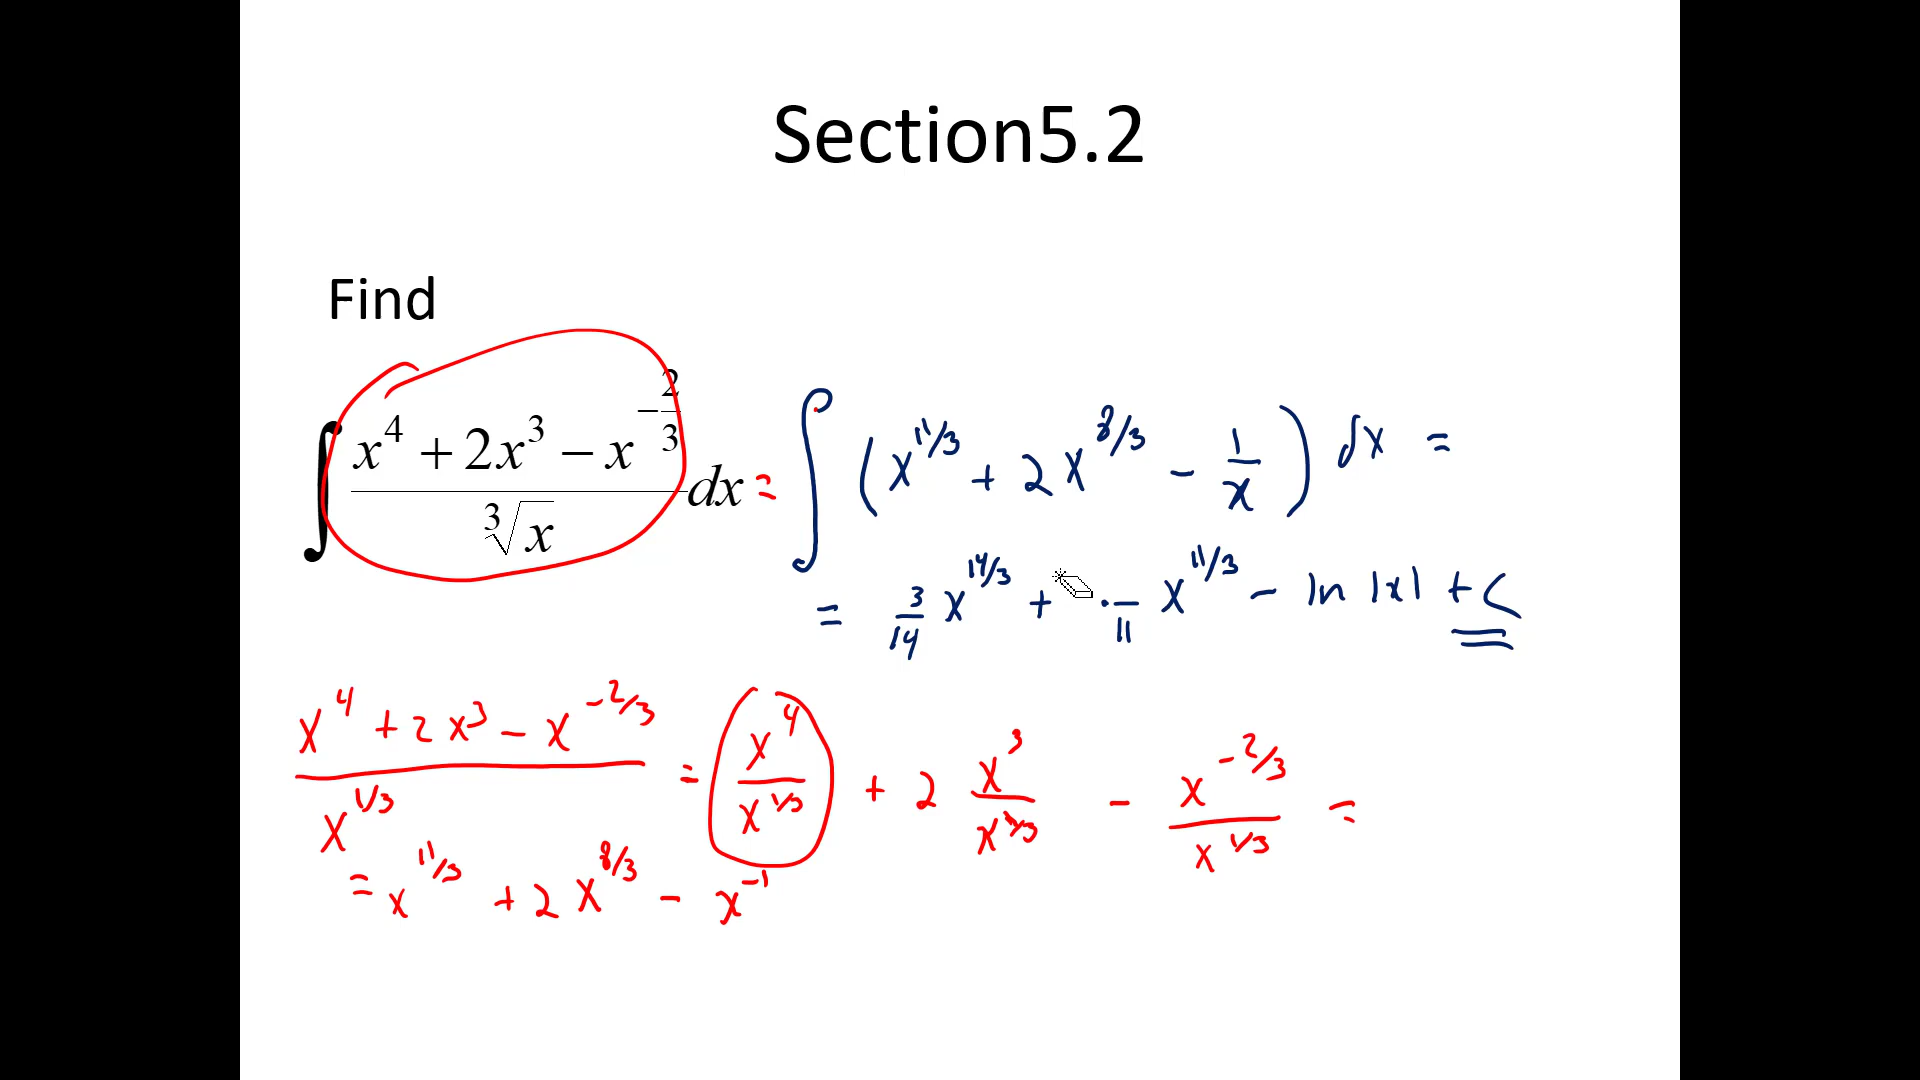 Section5.2
Find
∫ (x^4 + 2x^3 − x^(−2/3)) / ∛x dx = ∫ (x^(11/3) + 2x^(8/3) − 1/x) dx =
= 3/14 x^(14/3) + · —/11 x^(11/3) − ln |x| + C
(x^4 + 2x^3 − x^(−2/3)) / x^(1/3) = x^4/x^(1/3) + 2 x^3/x^(1/3) − x^(−2/3)/x^(1/3) =
= x^(11/3) + 2x^(8/3) − x^(−1)